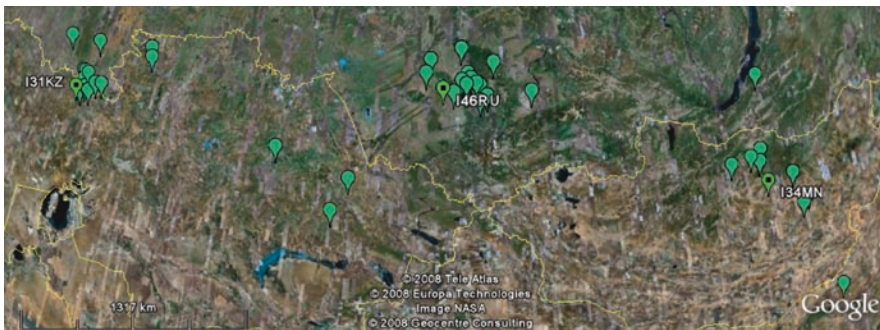 I31KZ
I46RU
I34MN
1317 km
© 2008 Tele Atlas
© 2008 Europa Technologies
Image NASA
© 2008 Geocentre Consulting
Google